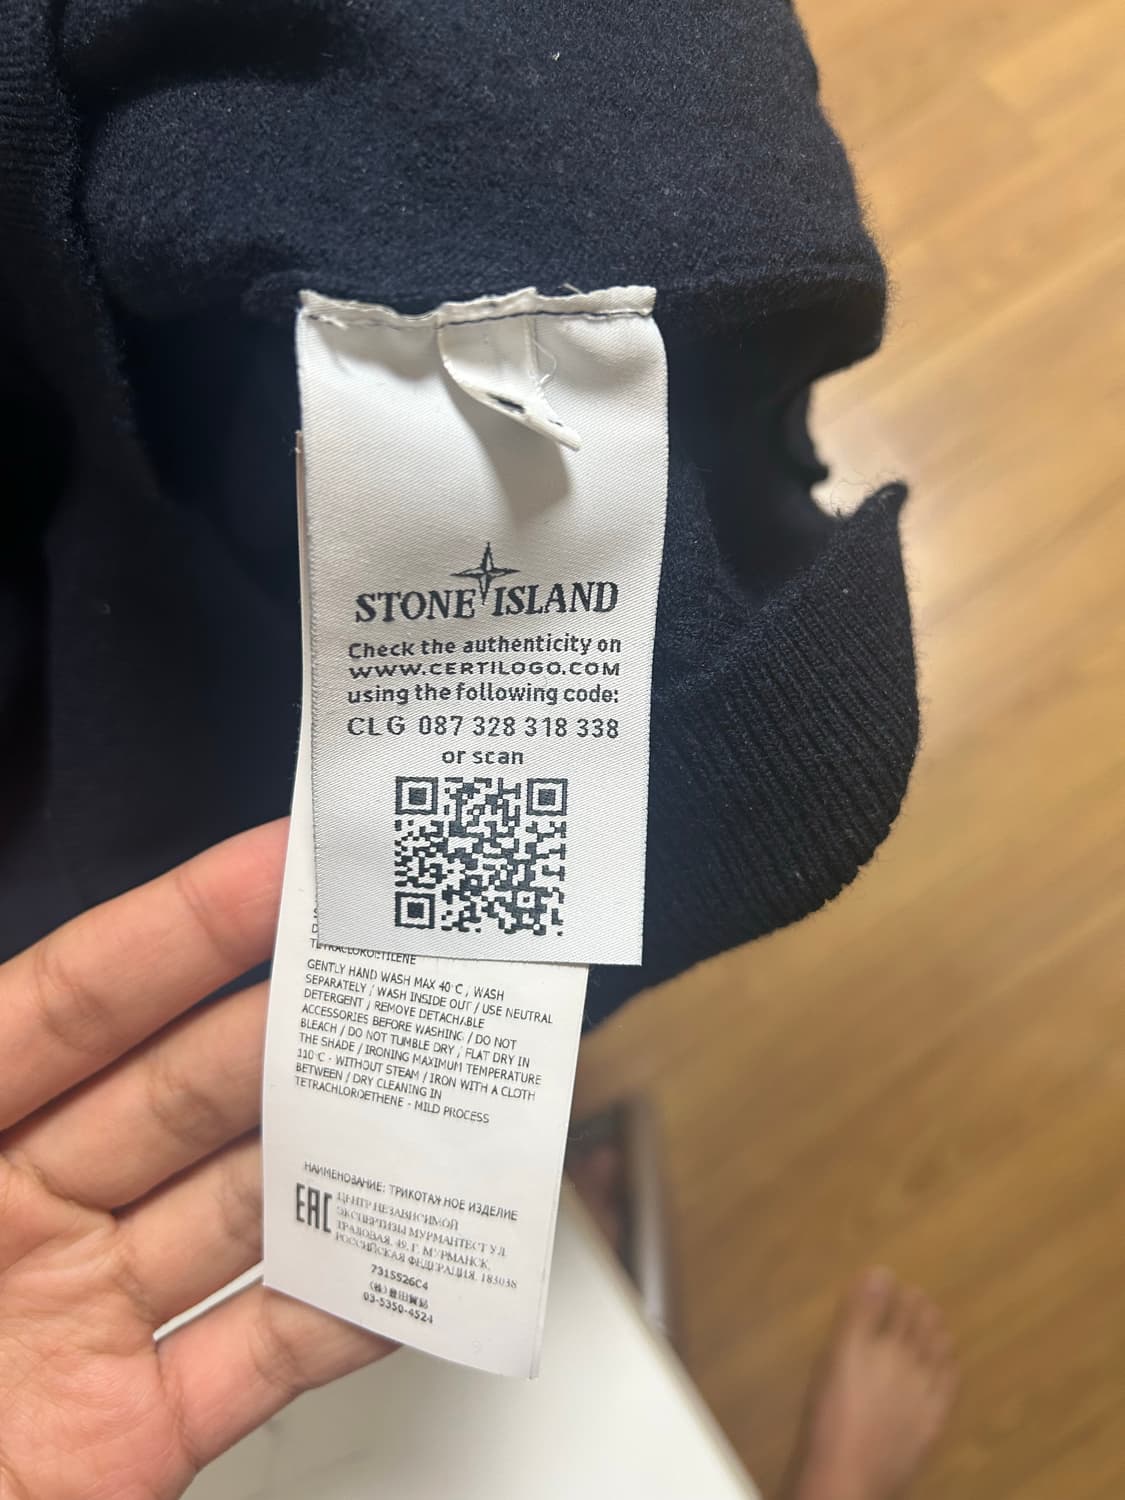 STONE ISLAND
Check the authenticity on
WWW.CERTILOGO.COM
using the following code:
CLG 087 328 318 338
or scan
GENTLY HAND WASH MAX 40°C / WASH
SEPARATELY / WASH INSIDE OUT / USE NEUTRAL
DETERGENT / REMOVE DETACHABLE
ACCESSORIES BEFORE WASHING / DO NOT
BLEACH / DO NOT TUMBLE DRY / FLAT DRY IN
THE SHADE / IRONING MAXIMUM TEMPERATURE
110°C - WITHOUT STEAM / IRON WITH A CLOTH
BETWEEN / DRY CLEANING IN
TETRACHLOROETHENE - MILD PROCESS
НАИМЕНОВАНИЕ: ТРИКОТАЖНОЕ ИЗДЕЛИЕ
EAC
ЦЕНТР НЕЗАВИСИМОЙ
ЭКСПЕРТИЗЫ МУРМАНТЕСТ УЛ.
ТРАЛОВАЯ, 49, Г. МУРМАНСК,
РОССИЙСКАЯ ФЕДЕРАЦИЯ, 183038
7315526C4
03-5350-4524